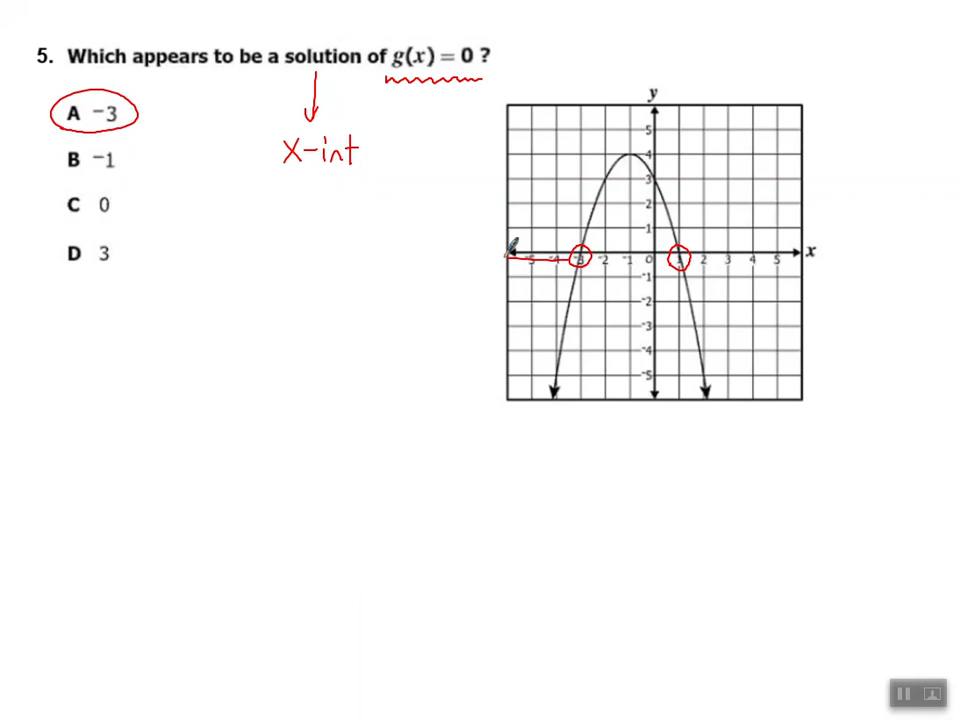 5. Which appears to be a solution of g(x) = 0 ?
A ⁻3
x-int
B ⁻1
C 0
D 3
y
5
4
3
2
1
⁻5 ⁻4 ⁻3 ⁻2 ⁻1 0 1 2 3 4 5 x
⁻1
⁻2
⁻3
⁻4
⁻5